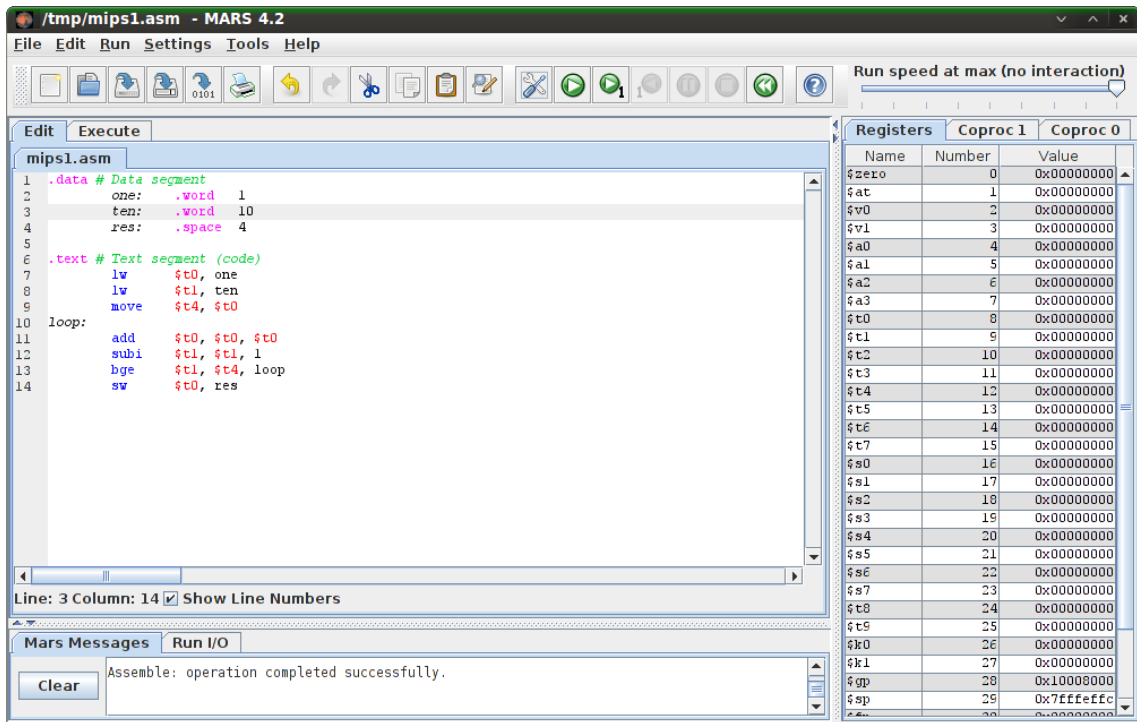 /tmp/mips1.asm - MARS 4.2
File Edit Run Settings Tools Help
Run speed at max (no interaction)
Edit Execute
mips1.asm
1 .data # Data segment
2 one: .word 1
3 ten: .word 10
4 res: .space 4
5
6 .text # Text segment (code)
7 lw $t0, one
8 lw $t1, ten
9 move $t4, $t0
10 loop:
11 add $t0, $t0, $t0
12 subi $t1, $t1, 1
13 bge $t1, $t4, loop
14 sw $t0, res
Line: 3 Column: 14 Show Line Numbers
Mars Messages Run I/O
Clear
Assemble: operation completed successfully.
Registers Coproc 1 Coproc 0
Name Number Value
$zero 0 0x00000000
$at 1 0x00000000
$v0 2 0x00000000
$v1 3 0x00000000
$a0 4 0x00000000
$a1 5 0x00000000
$a2 6 0x00000000
$a3 7 0x00000000
$t0 8 0x00000000
$t1 9 0x00000000
$t2 10 0x00000000
$t3 11 0x00000000
$t4 12 0x00000000
$t5 13 0x00000000
$t6 14 0x00000000
$t7 15 0x00000000
$s0 16 0x00000000
$s1 17 0x00000000
$s2 18 0x00000000
$s3 19 0x00000000
$s4 20 0x00000000
$s5 21 0x00000000
$s6 22 0x00000000
$s7 23 0x00000000
$t8 24 0x00000000
$t9 25 0x00000000
$k0 26 0x00000000
$k1 27 0x00000000
$gp 28 0x10008000
$sp 29 0x7fffeffc